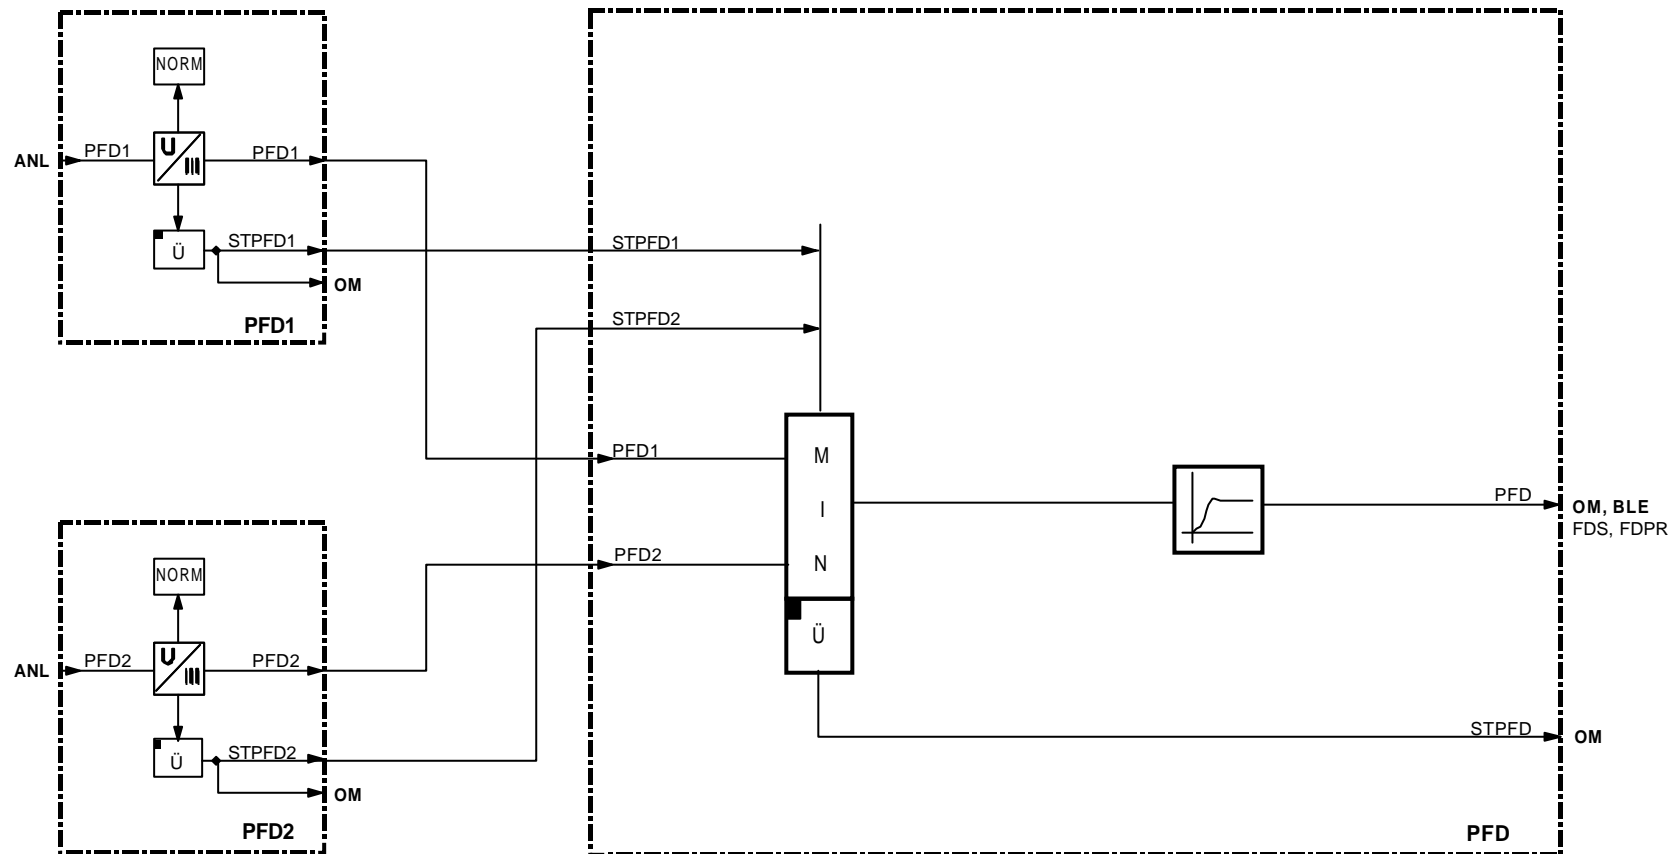 NORM
ANL
PFD1
U
PFD1
Ü
STPFD1
OM
PFD1
NORM
ANL
PFD2
U
PFD2
Ü
STPFD2
OM
PFD2
STPFD1
STPFD2
PFD1
PFD2
M
I
N
Ü
PFD
OM, BLE
FDS, FDPR
STPFD
OM
PFD